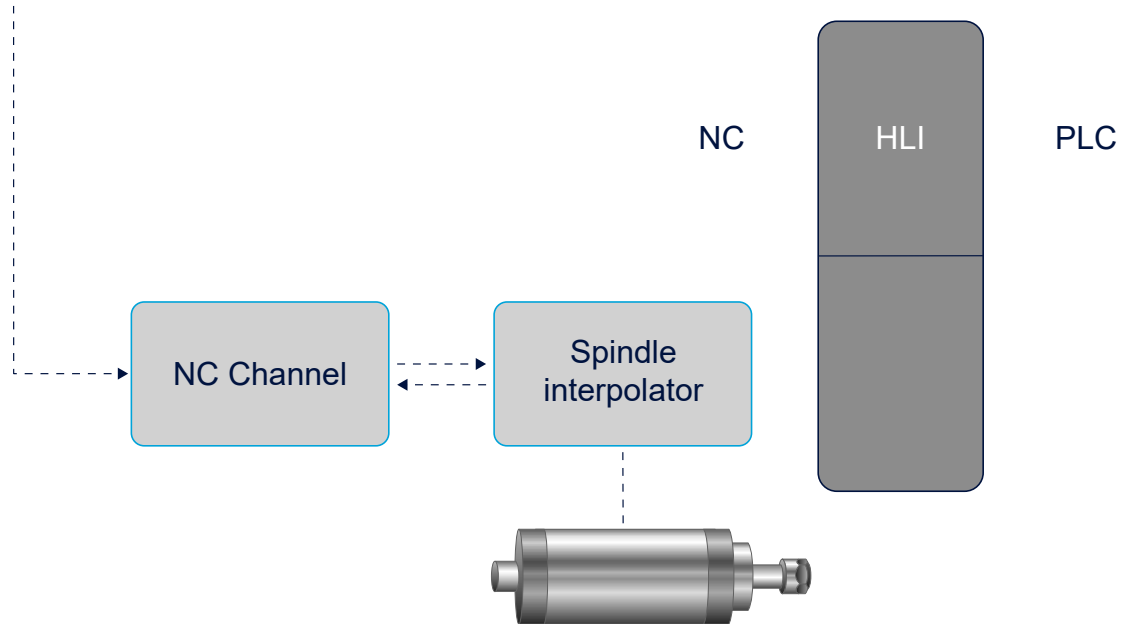 NC
HLI
PLC
NC Channel
Spindle
interpolator